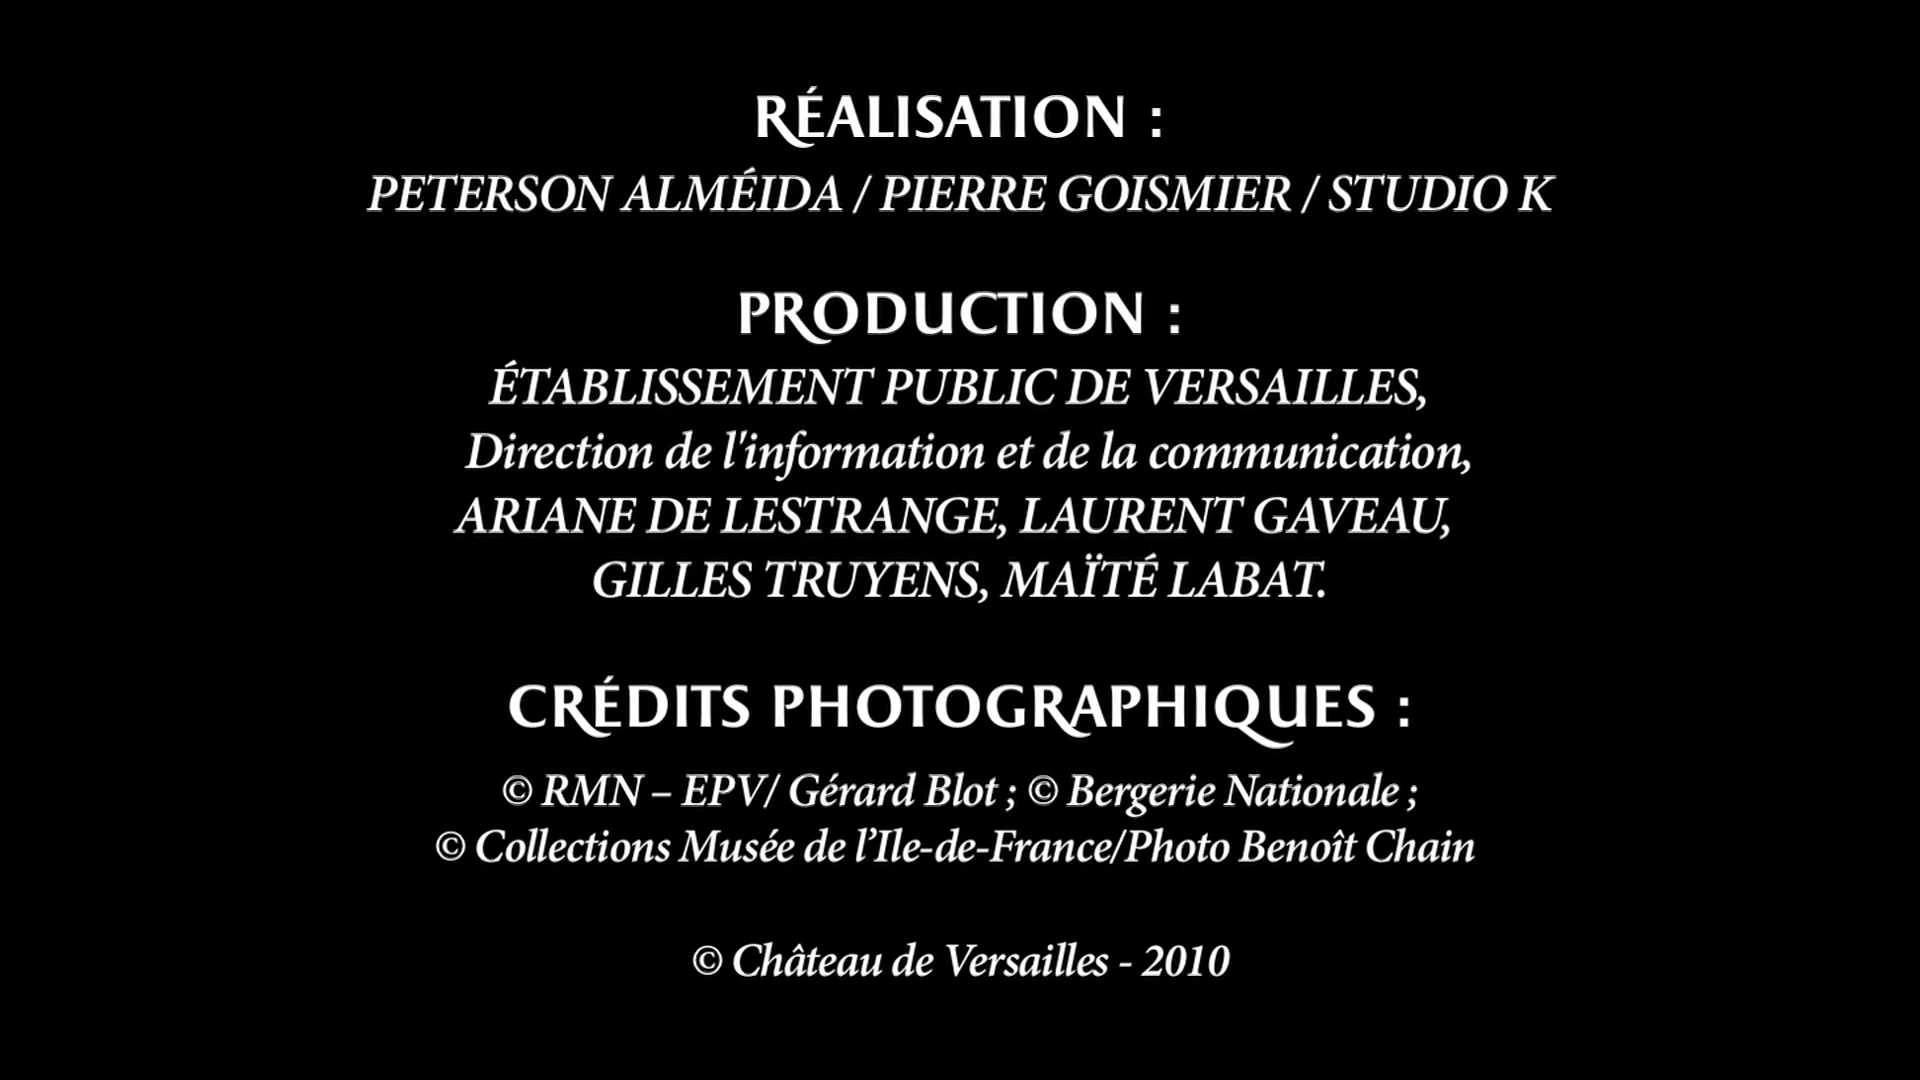 RÉALISATION :
PETERSON ALMÉIDA / PIERRE GOISMIER / STUDIO K
PRODUCTION :
ÉTABLISSEMENT PUBLIC DE VERSAILLES,
Direction de l'information et de la communication,
ARIANE DE LESTRANGE, LAURENT GAVEAU,
GILLES TRUYENS, MAÏTÉ LABAT.
CRÉDITS PHOTOGRAPHIQUES :
© RMN – EPV/ Gérard Blot ; © Bergerie Nationale ;
© Collections Musée de l’Ile-de-France/Photo Benoît Chain
© Château de Versailles - 2010